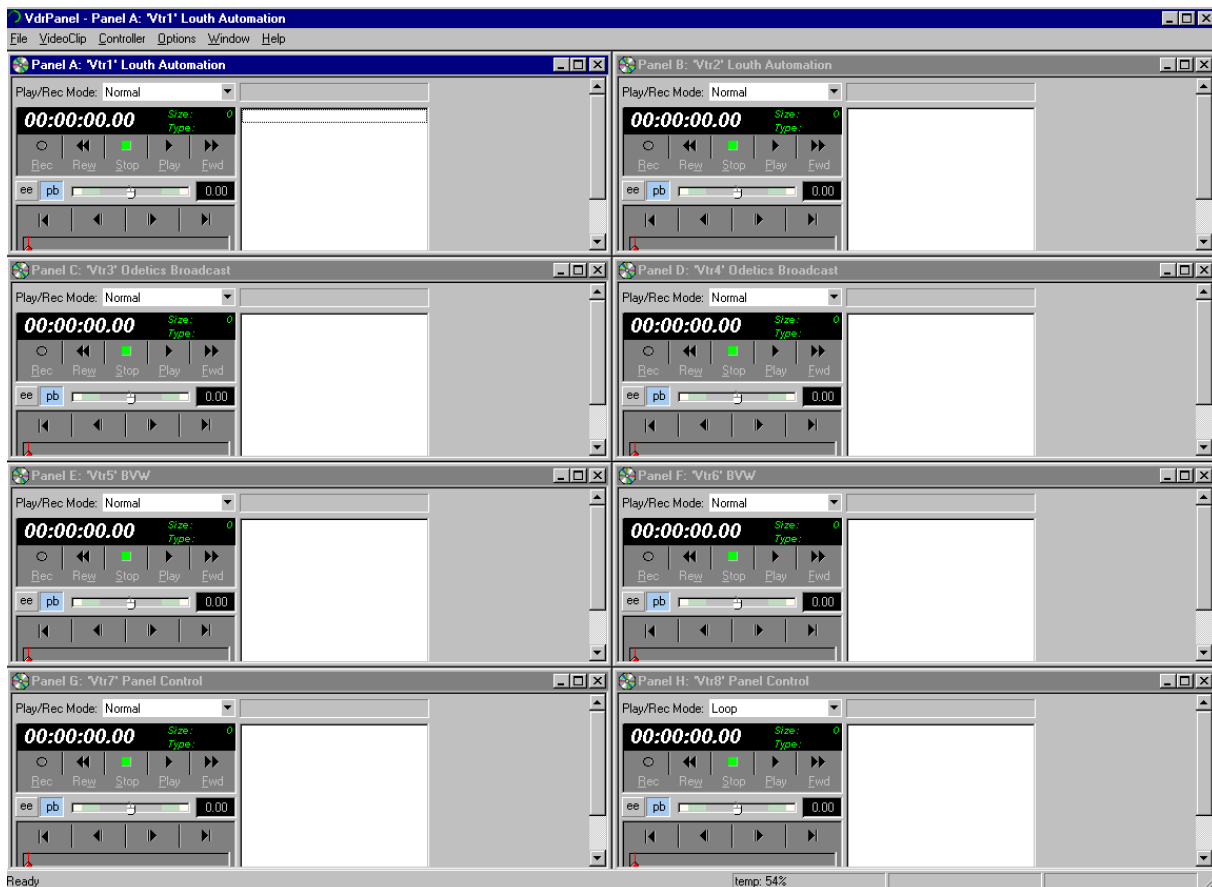 VdrPanel - Panel A: 'Vtr1' Louth Automation
File VideoClip Controller Options Window Help
Panel A: 'Vtr1' Louth Automation
Play/Rec Mode: Normal
00:00:00.00 Size: 0
Type:
Rec Rew Stop Play Fwd
ee pb 0.00
Panel B: 'Vtr2' Louth Automation
Play/Rec Mode: Normal
00:00:00.00 Size: 0
Type:
Rec Rew Stop Play Fwd
ee pb 0.00
Panel C: 'Vtr3' Odetics Broadcast
Play/Rec Mode: Normal
00:00:00.00 Size: 0
Type:
Rec Rew Stop Play Fwd
ee pb 0.00
Panel D: 'Vtr4' Odetics Broadcast
Play/Rec Mode: Normal
00:00:00.00 Size: 0
Type:
Rec Rew Stop Play Fwd
ee pb 0.00
Panel E: 'Vtr5' BVW
Play/Rec Mode: Normal
00:00:00.00 Size: 0
Type:
Rec Rew Stop Play Fwd
ee pb 0.00
Panel F: 'Vtr6' BVW
Play/Rec Mode: Normal
00:00:00.00 Size: 0
Type:
Rec Rew Stop Play Fwd
ee pb 0.00
Panel G: 'Vtr7' Panel Control
Play/Rec Mode: Normal
00:00:00.00 Size: 0
Type:
Rec Rew Stop Play Fwd
ee pb 0.00
Panel H: 'Vtr8' Panel Control
Play/Rec Mode: Loop
00:00:00.00 Size: 0
Type:
Rec Rew Stop Play Fwd
ee pb 0.00
Ready temp: 54%